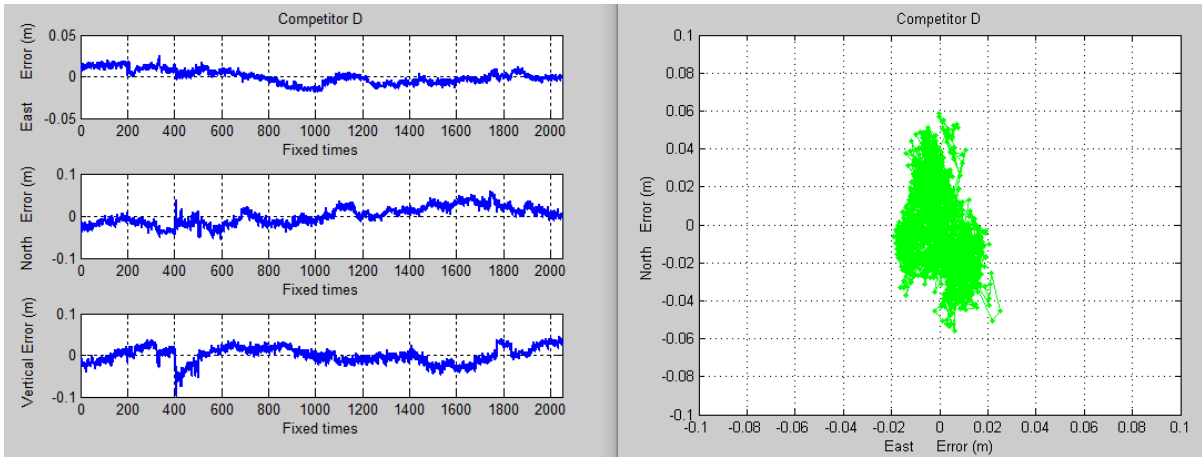 Competitor D
East Error (m)
0.05
0
-0.05
0 200 400 600 800 1000 1200 1400 1600 1800 2000
Fixed times
North Error (m)
0.1
0
-0.1
0 200 400 600 800 1000 1200 1400 1600 1800 2000
Fixed times
Vertical Error (m)
0.1
0
-0.1
0 200 400 600 800 1000 1200 1400 1600 1800 2000
Fixed times
Competitor D
North Error (m)
0.1
0.08
0.06
0.04
0.02
0
-0.02
-0.04
-0.06
-0.08
-0.1
-0.1 -0.08 -0.06 -0.04 -0.02 0 0.02 0.04 0.06 0.08 0.1
East Error (m)